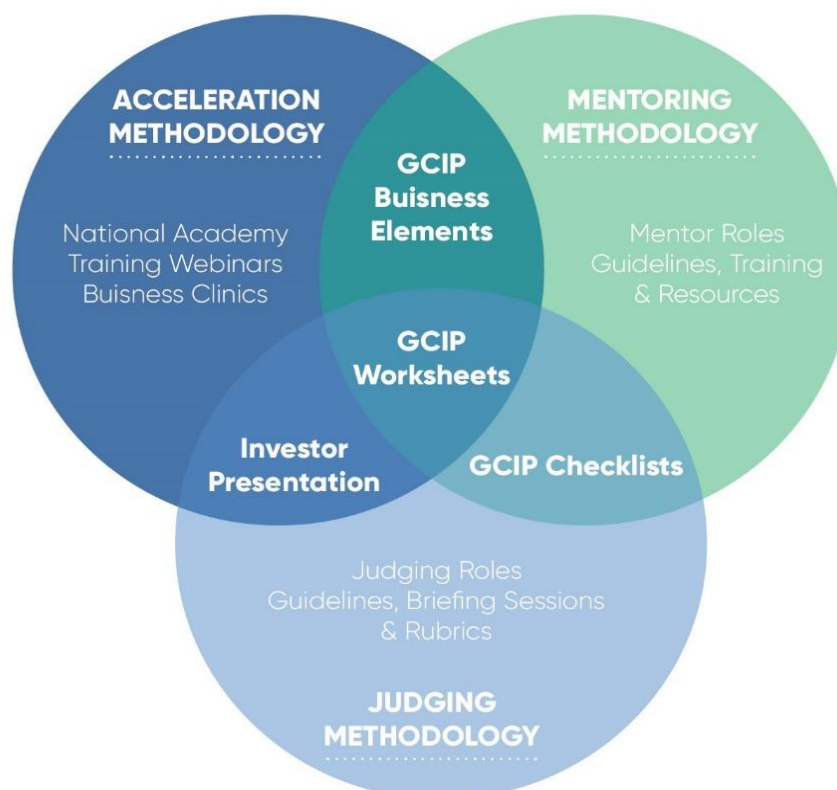 ACCELERATION
METHODOLOGY
National Academy
Training Webinars
Buisness Clinics
GCIP
Buisness
Elements
MENTORING
METHODOLOGY
Mentor Roles
Guidelines, Training
& Resources
GCIP
Worksheets
Investor
Presentation
GCIP Checklists
Judging Roles
Guidelines, Briefing Sessions
& Rubrics
JUDGING
METHODOLOGY